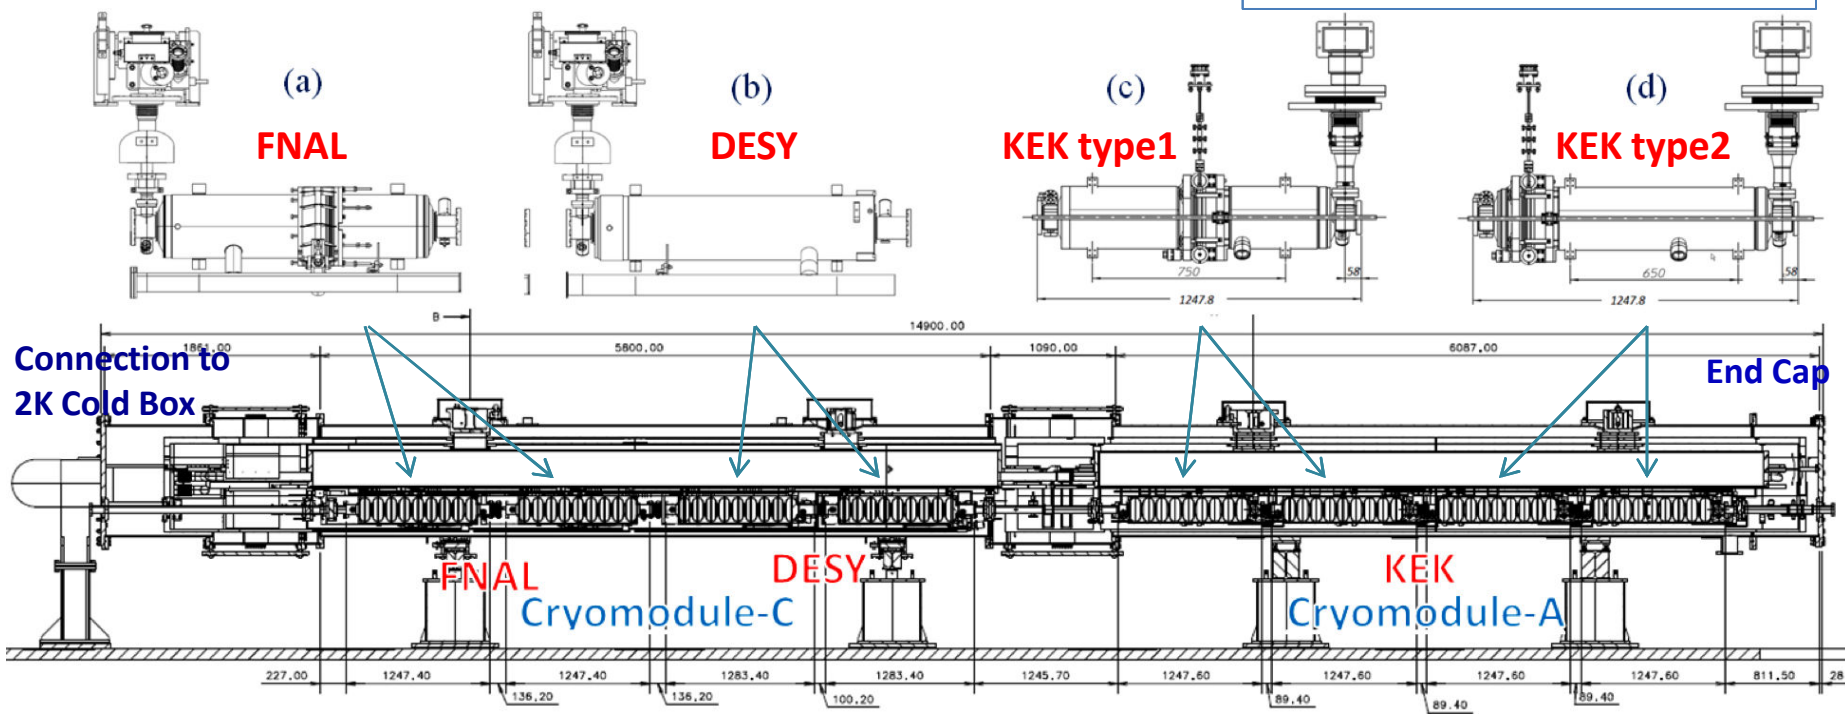 (a)
(b)
(c)
(d)
FNAL
DESY
KEK type1
KEK type2
750
58
1247.8
650
58
1247.8
B
14900.00
1861.00
5800.00
1090.00
6087.00
Connection to
2K Cold Box
End Cap
FNAL
DESY
KEK
Cryomodule-C
Cryomodule-A
227.00
1247.40
1247.40
1283.40
1283.40
1245.70
1247.60
1247.60
1247.60
1247.60
811.50
28
136.20
136.20
100.20
89.40
89.40
89.40